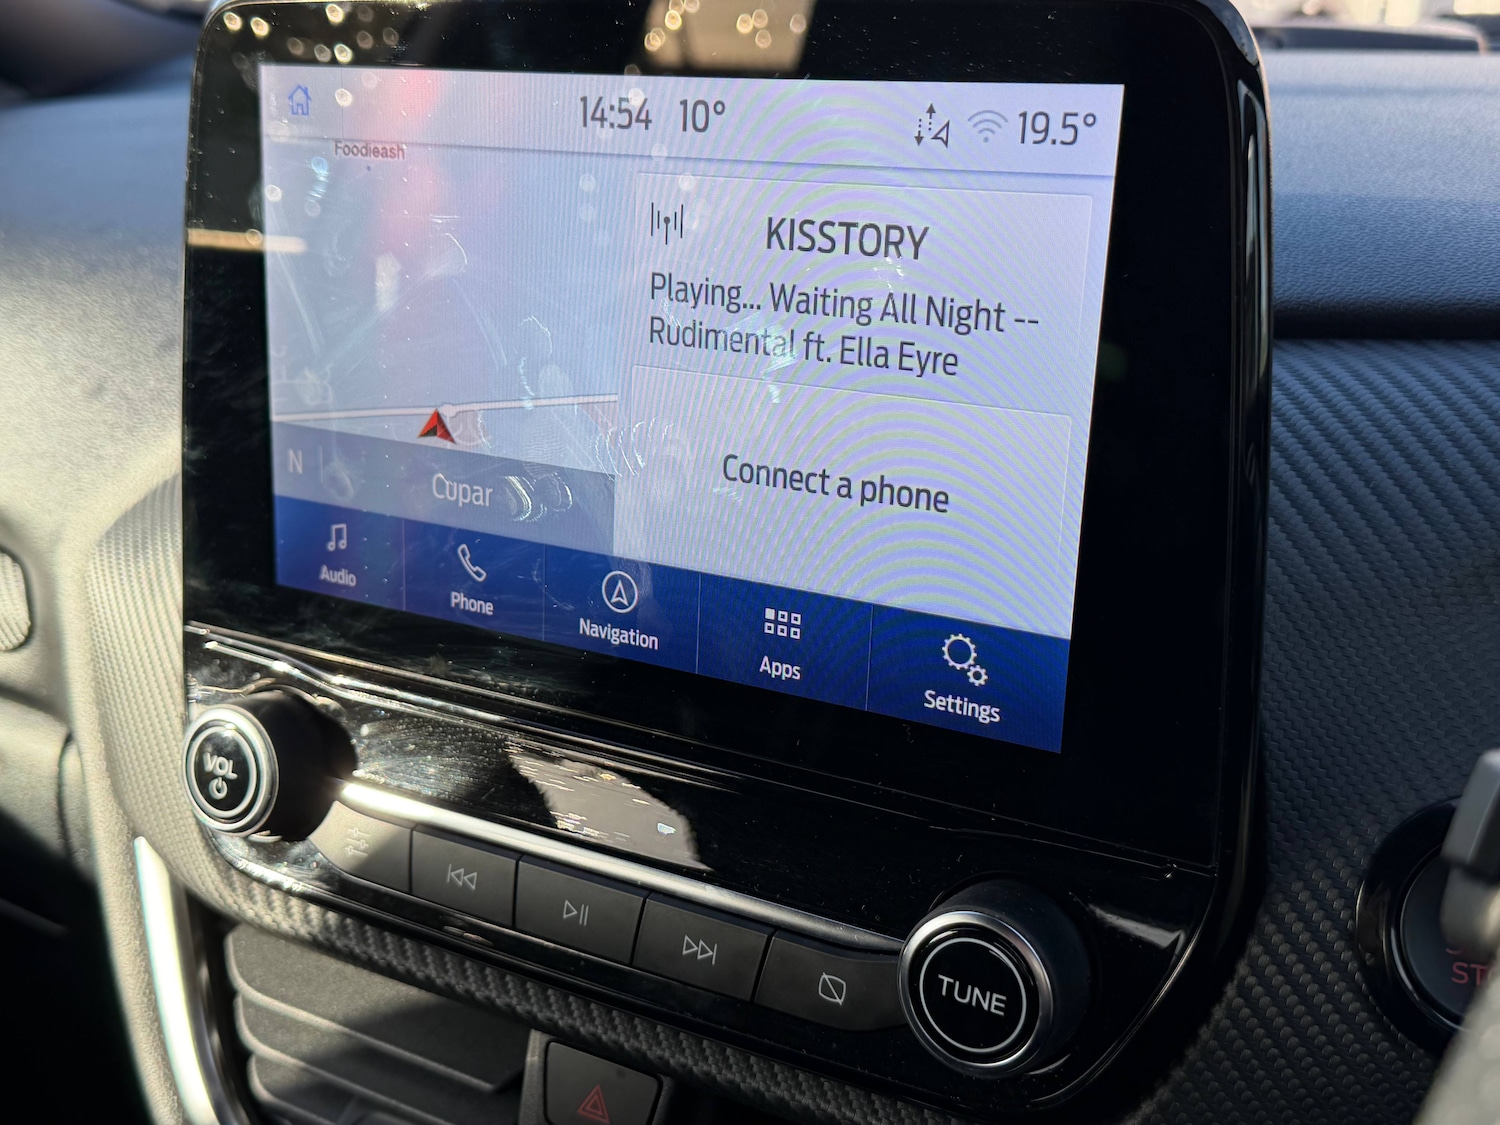 14:54 10° 19.5°
Foodieash
KISSTORY
Playing... Waiting All Night --
Rudimental ft. Ella Eyre
Connect a phone
N
Cupar
Audio
Phone
Navigation
Apps
Settings
VOL
TUNE